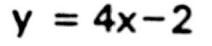 y = 4x-2